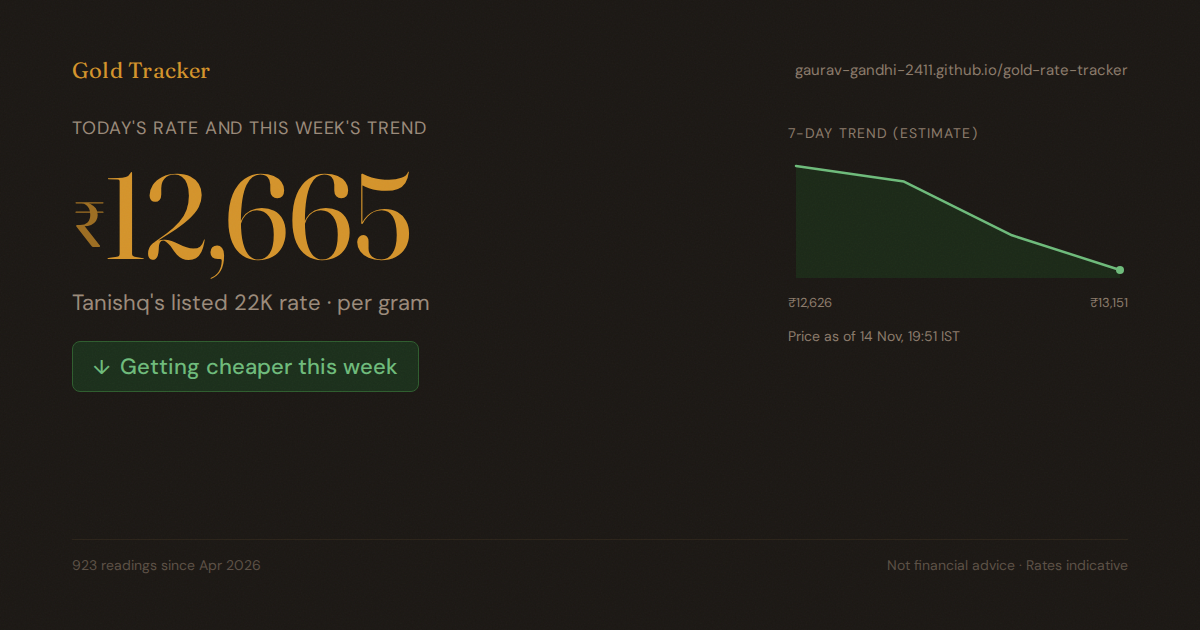 Gold Tracker
gaurav-gandhi-2411.github.io/gold-rate-tracker
TODAY'S RATE AND THIS WEEK'S TREND
₹12,665
Tanishq's listed 22K rate · per gram
↓ Getting cheaper this week
7-DAY TREND (ESTIMATE)
₹12,626 ₹13,151
Price as of 14 Nov, 19:51 IST
923 readings since Apr 2026
Not financial advice · Rates indicative